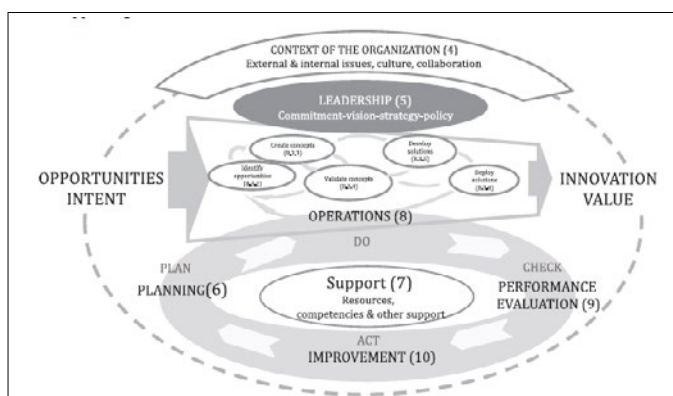 CONTEXT OF THE ORGANIZATION (4)
External & internal issues, culture, collaboration
LEADERSHIP (5)
Commitment-vision-strategy-policy
Create concepts
Develop
solutions
Identify
opportunities
Validate concepts
Deploy
solutions
OPPORTUNITIES
INTENT
INNOVATION
VALUE
OPERATIONS (8)
DO
PLAN
PLANNING(6)
Support (7)
Resources,
competencies & other support
CHECK
PERFORMANCE
EVALUATION (9)
ACT
IMPROVEMENT (10)